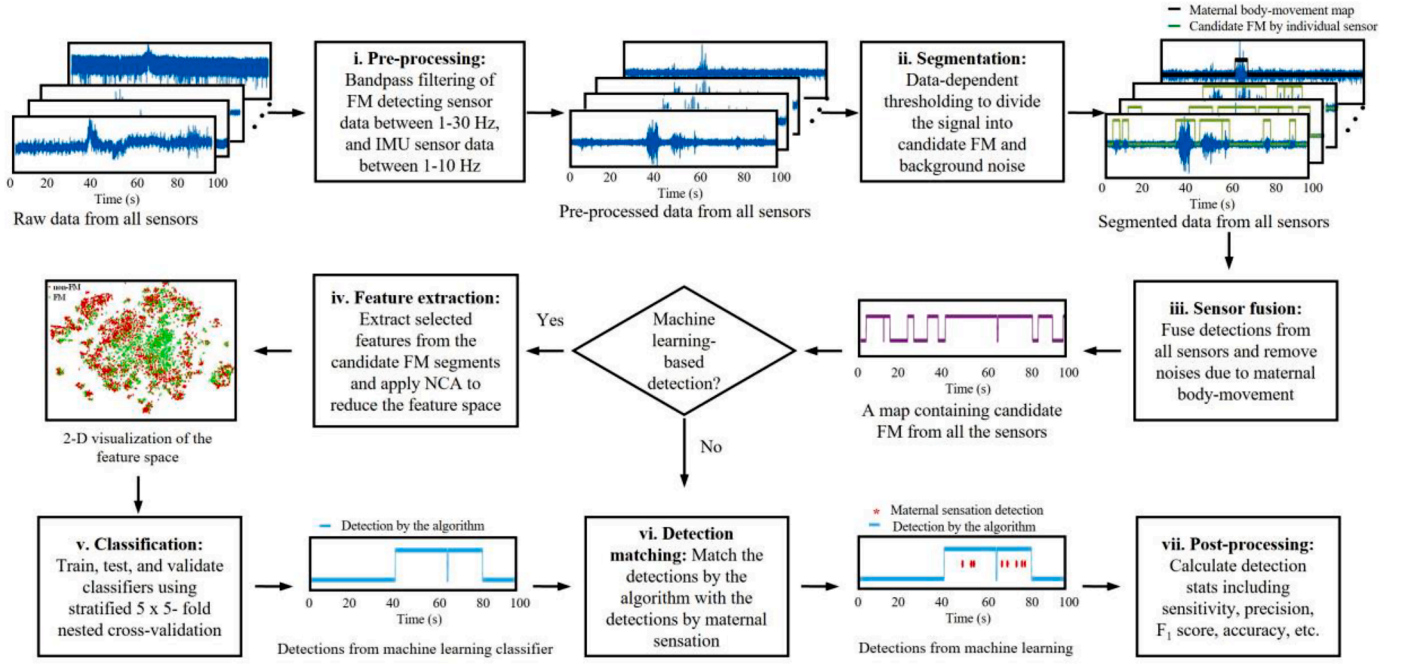 Maternal body-movement map
Candidate FM by individual sensor
0 20 40 60 80 100
Time (s)
Raw data from all sensors
i. Pre-processing:
Bandpass filtering of
FM detecting sensor
data between 1-30 Hz,
and IMU sensor data
between 1-10 Hz
0 20 40 60 80 100
Time (s)
Pre-processed data from all sensors
ii. Segmentation:
Data-dependent
thresholding to divide
the signal into
candidate FM and
background noise
0 20 40 60 80 100
Time (s)
Segmented data from all sensors
iii. Sensor fusion:
Fuse detections from
all sensors and remove
noises due to maternal
body-movement
0 20 40 60 80 100
Time (s)
A map containing candidate
FM from all the sensors
Machine
learning-
based
detection?
Yes
No
iv. Feature extraction:
Extract selected
features from the
candidate FM segments
and apply NCA to
reduce the feature space
non-FM
FM
2-D visualization of the
feature space
v. Classification:
Train, test, and validate
classifiers using
stratified 5 x 5- fold
nested cross-validation
Detection by the algorithm
0 20 40 60 80 100
Time (s)
Detections from machine learning classifier
vi. Detection
matching: Match the
detections by the
algorithm with the
detections by maternal
sensation
* Maternal sensation detection
Detection by the algorithm
0 20 40 60 80 100
Time (s)
Detections from machine learning
vii. Post-processing:
Calculate detection
stats including
sensitivity, precision,
F₁ score, accuracy, etc.